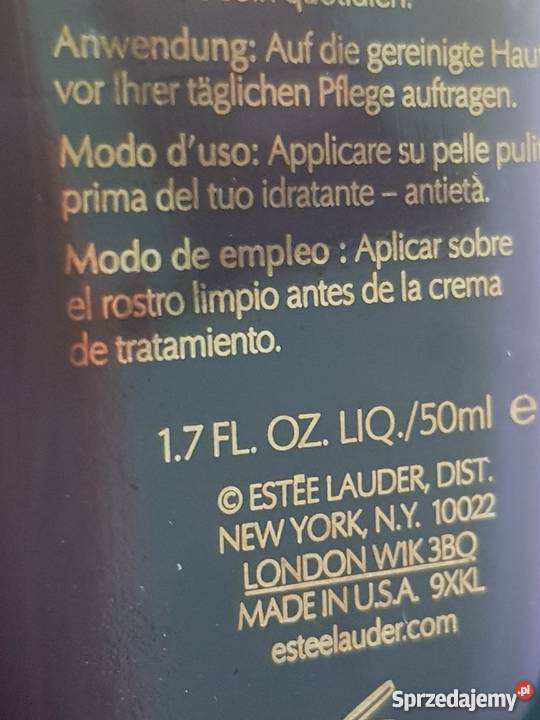 soin quotidien.
Anwendung: Auf die gereinigte Hau
vor Ihrer täglichen Pflege auftragen.
Modo d'uso: Applicare su pelle puli
prima del tuo idratante – antietà.
Modo de empleo : Aplicar sobre
el rostro limpio antes de la crema
de tratamiento.
1.7 FL. OZ. LIQ./50ml e
© ESTĒE LAUDER, DIST.
NEW YORK, N.Y. 10022
LONDON W1K 3BQ
MADE IN U.S.A. 9XKL
esteelauder.com
Sprzedajemy.pl